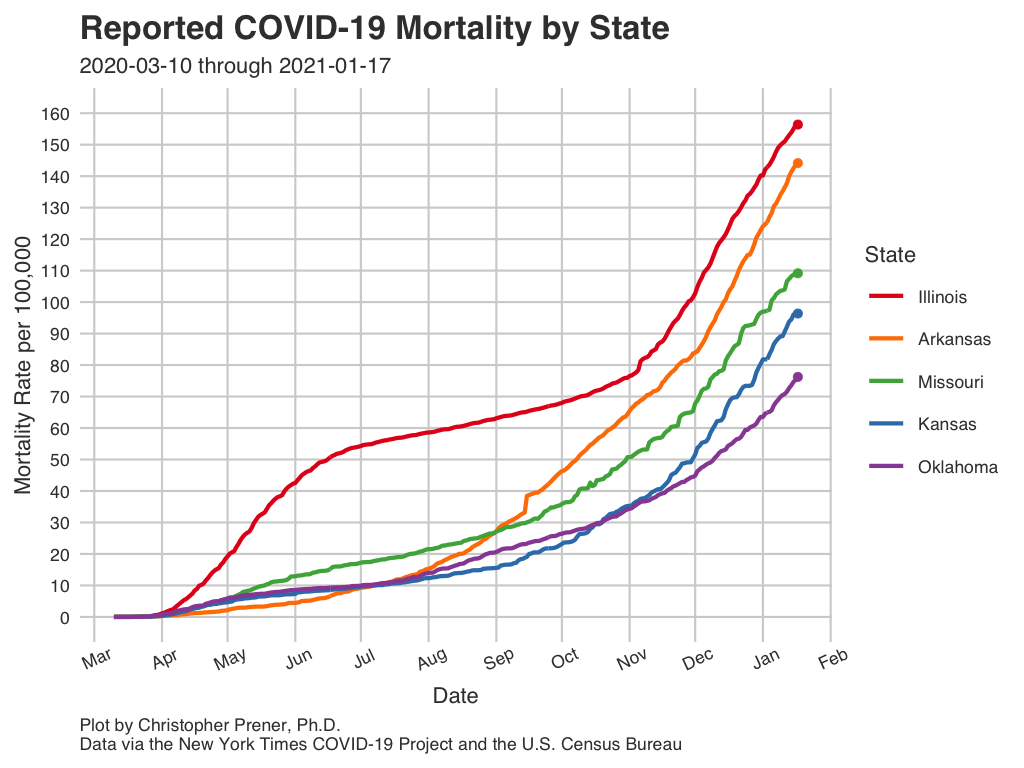 Reported COVID-19 Mortality by State
2020-03-10 through 2021-01-17
Mortality Rate per 100,000
160
150
140
130
120
110
100
90
80
70
60
50
40
30
20
10
0
Mar Apr May Jun Jul Aug Sep Oct Nov Dec Jan Feb
Date
State
Illinois
Arkansas
Missouri
Kansas
Oklahoma
Plot by Christopher Prener, Ph.D.
Data via the New York Times COVID-19 Project and the U.S. Census Bureau